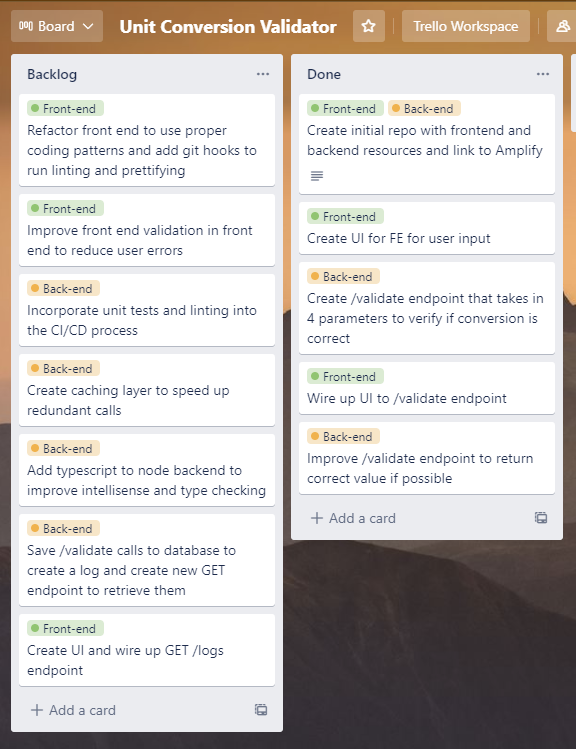 Board
Unit Conversion Validator
Trello Workspace
Backlog
Front-end
Refactor front end to use proper
coding patterns and add git hooks to
run linting and prettifying
Front-end
Improve front end validation in front
end to reduce user errors
Back-end
Incorporate unit tests and linting into
the CI/CD process
Back-end
Create caching layer to speed up
redundant calls
Back-end
Add typescript to node backend to
improve intellisense and type checking
Back-end
Save /validate calls to database to
create a log and create new GET
endpoint to retrieve them
Front-end
Create UI and wire up GET /logs
endpoint
+ Add a card
Done
Front-end Back-end
Create initial repo with frontend and
backend resources and link to Amplify
Front-end
Create UI for FE for user input
Back-end
Create /validate endpoint that takes in
4 parameters to verify if conversion is
correct
Front-end
Wire up UI to /validate endpoint
Back-end
Improve /validate endpoint to return
correct value if possible
+ Add a card